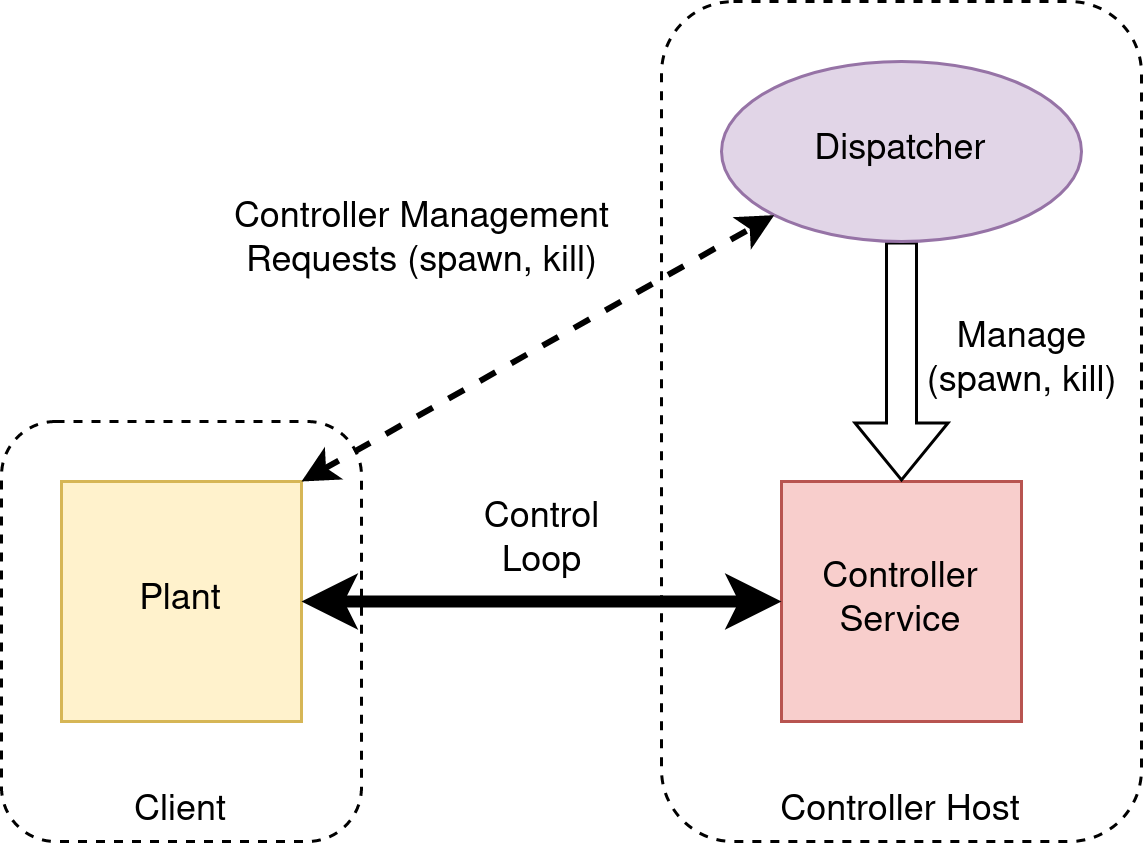 Dispatcher
Controller Management
Requests (spawn, kill)
Manage
(spawn, kill)
Control
Loop
Plant
Controller
Service
Client
Controller Host